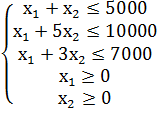 x₁ + x₂ ≤ 5000
x₁ + 5x₂ ≤ 10000
x₁ + 3x₂ ≤ 7000
x₁ ≥ 0
x₂ ≥ 0